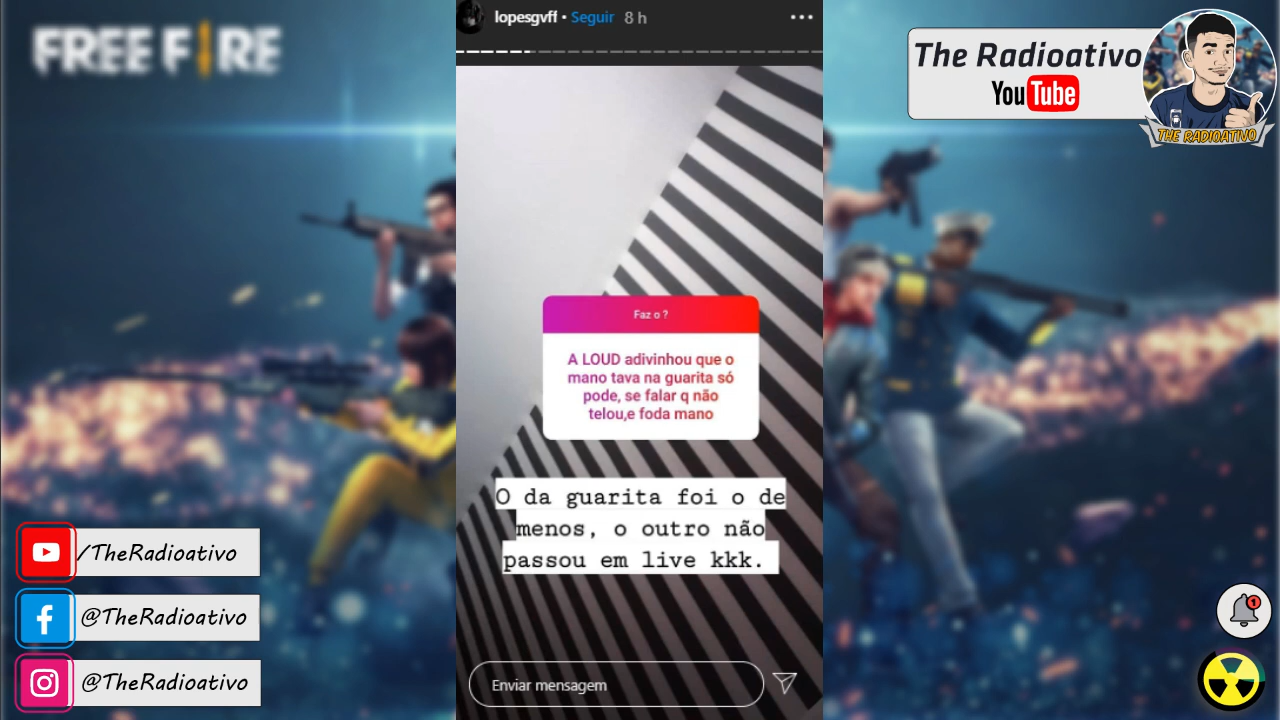 FREE FIRE
lopesgvff • Seguir 8 h
The Radioativo
YouTube
THE RADIOATIVO
Faz o ?
A LOUD adivinhou que o
mano tava na guarita só
pode, se falar q não
telou,e foda mano
O da guarita foi o de
menos, o outro não
passou em live kkk.
/TheRadioativo
@TheRadioativo
@TheRadioativo
1
Enviar mensagem